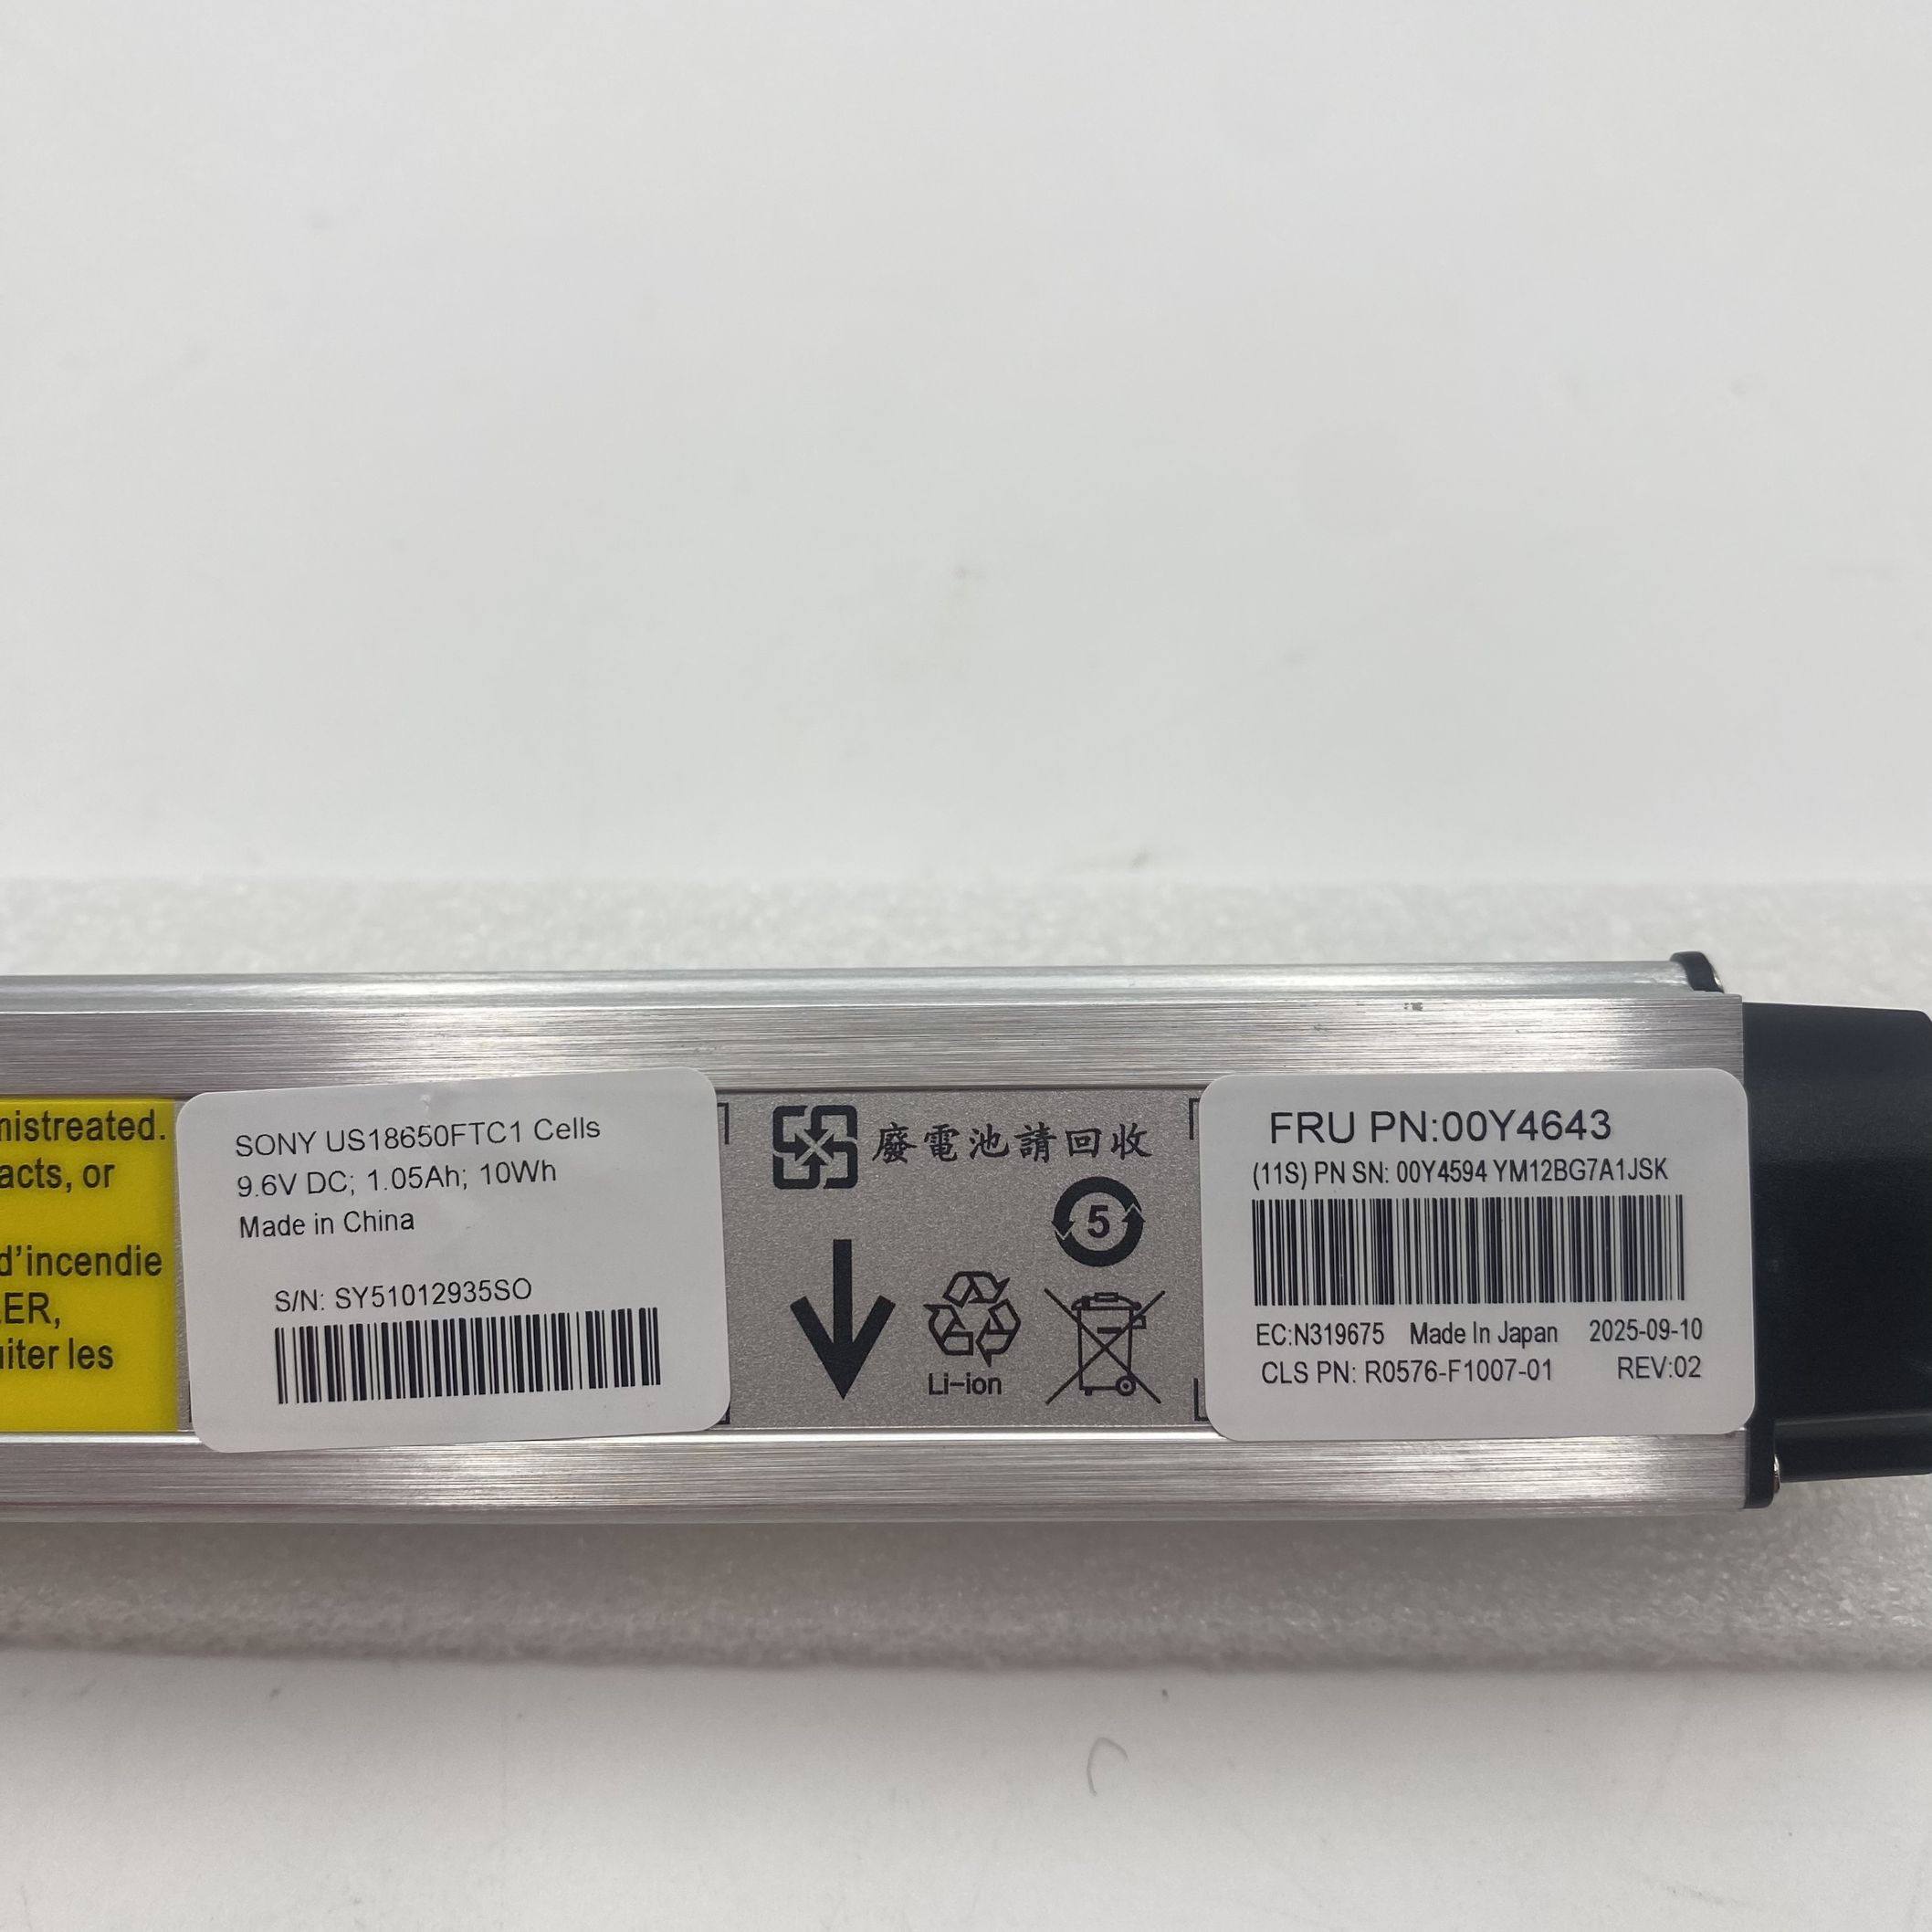 mistreated.
acts, or
d'incendie
ER,
uiter les
SONY US18650FTC1 Cells
9.6V DC; 1.05Ah; 10Wh
Made in China
S/N: SY51012935SO
廢電池請回收
5
Li-ion
FRU PN:00Y4643
(11S) PN SN: 00Y4594 YM12BG7A1JSK
EC:N319675 Made In Japan 2025-09-10
CLS PN: R0576-F1007-01 REV:02